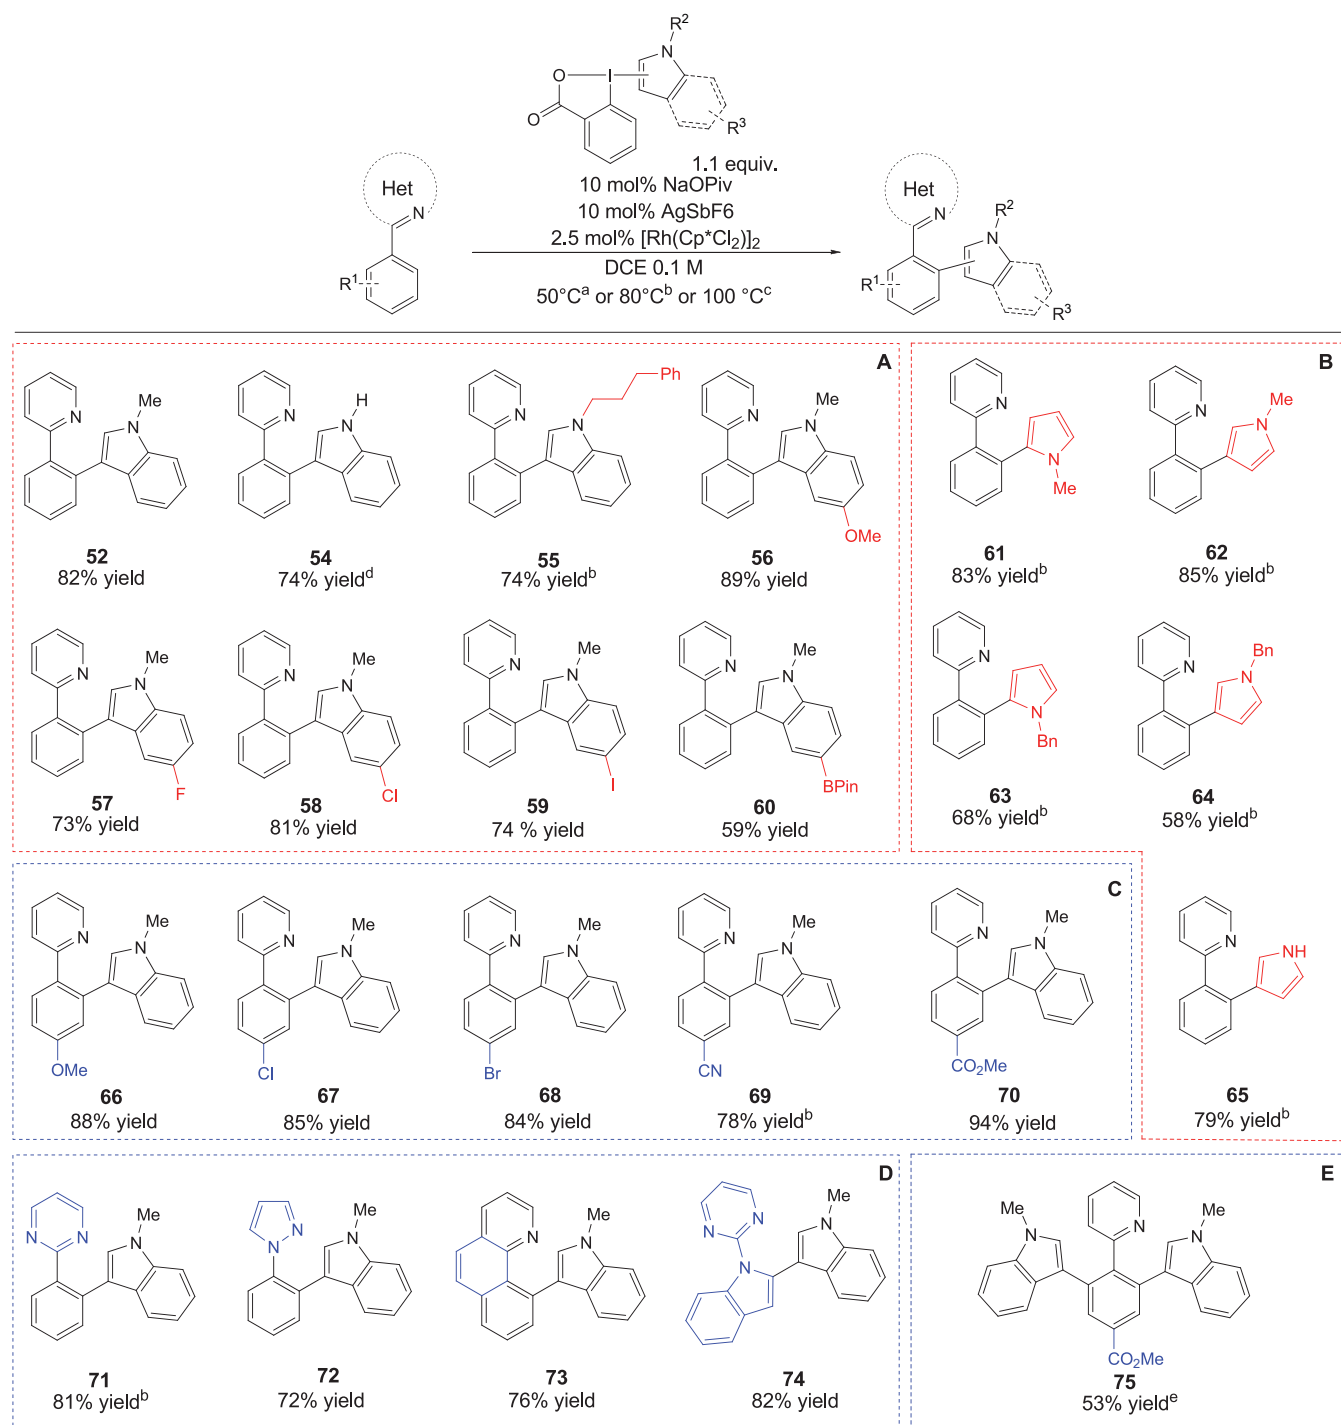 R²
N
O
I
O
R³
1.1 equiv.
10 mol% NaOPiv
10 mol% AgSbF6
2.5 mol% [Rh(Cp*Cl₂)]₂
DCE 0.1 M
50°Cᵃ or 80°Cᵇ or 100 °Cᶜ
Het
N
R¹
Het
N
R²
N
R¹
R³
A
N
N
Me
52
82% yield
N
H
N
54
74% yieldᵈ
N
N
Ph
55
74% yieldᵇ
N
N
Me
OMe
56
89% yield
N
N
Me
F
57
73% yield
N
N
Me
Cl
58
81% yield
N
N
Me
I
59
74 % yield
N
N
Me
BPin
60
59% yield
B
N
N
Me
61
83% yieldᵇ
N
N
Me
62
85% yieldᵇ
N
N
Bn
63
68% yieldᵇ
N
N
Bn
64
58% yieldᵇ
N
NH
65
79% yieldᵇ
C
N
N
Me
OMe
66
88% yield
N
N
Me
Cl
67
85% yield
N
N
Me
Br
68
84% yield
N
N
Me
CN
69
78% yieldᵇ
N
N
Me
CO₂Me
70
94% yield
D
N
N
N
Me
71
81% yieldᵇ
N
N
N
Me
72
72% yield
N
N
Me
73
76% yield
N
N
N
N
Me
74
82% yield
E
Me
N
N
N
Me
CO₂Me
75
53% yieldᵉ